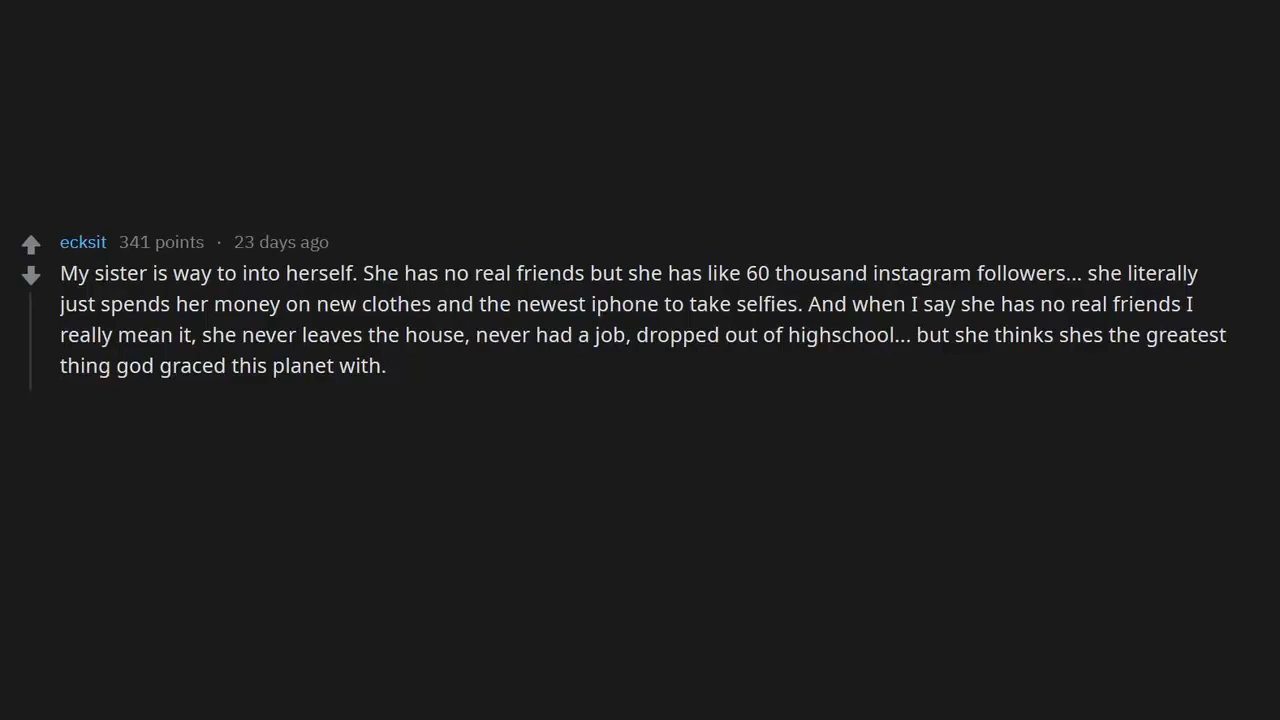 ecksit 341 points · 23 days ago
My sister is way to into herself. She has no real friends but she has like 60 thousand instagram followers... she literally
just spends her money on new clothes and the newest iphone to take selfies. And when I say she has no real friends I
really mean it, she never leaves the house, never had a job, dropped out of highschool... but she thinks shes the greatest
thing god graced this planet with.